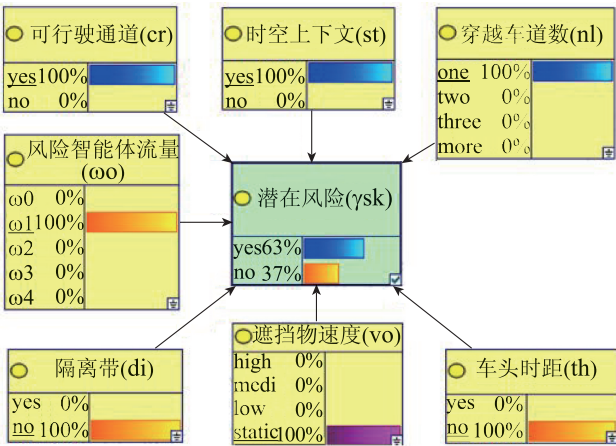 可行驶通道(cr)
yes100%
no 0%
时空上下文(st)
yes100%
no 0%
穿越车道数(nl)
one 100%
two 0%
three 0%
more 0%
风险智能体流量
(ωo)
ω0 0%
ω1100%
ω2 0%
ω3 0%
ω4 0%
潜在风险(γsk)
yes63%
no 37%
隔离带(di)
yes 0%
no 100%
遮挡物速度(vo)
high 0%
medi 0%
low 0%
static100%
车头时距(th)
yes 0%
no 100%